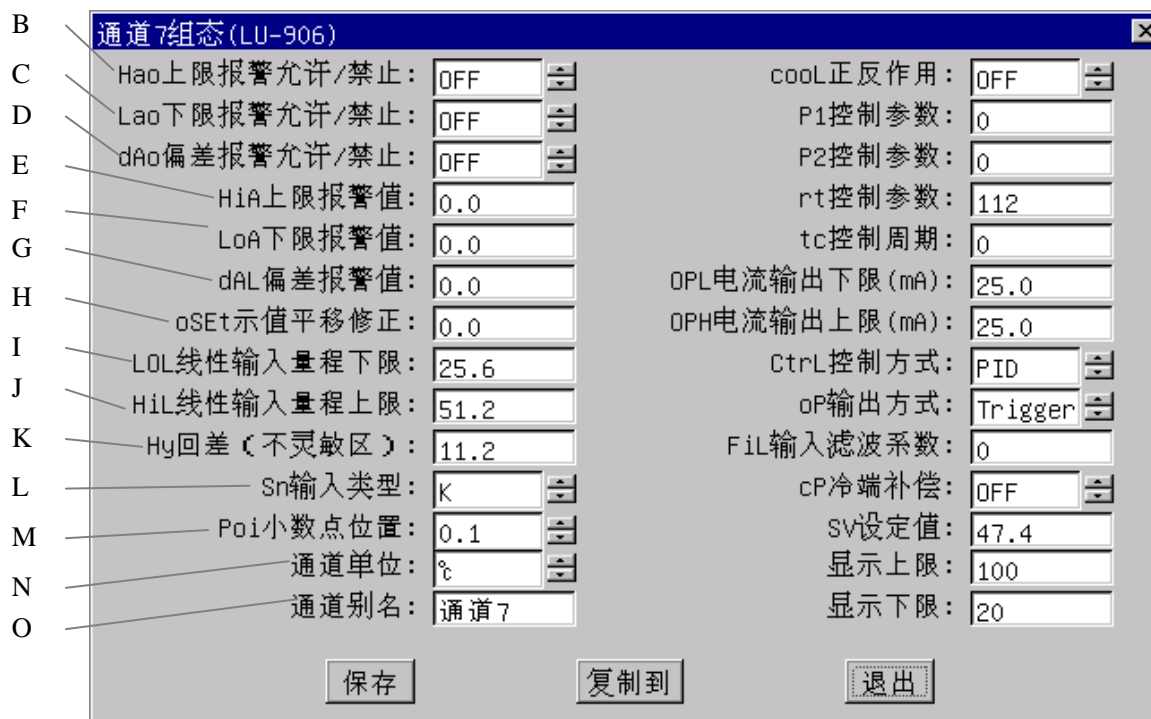 通道7组态(LU-906)
B
Hao上限报警允许/禁止: OFF
cooL正反作用: OFF
C
Lao下限报警允许/禁止: OFF
P1控制参数: 0
D
dAo偏差报警允许/禁止: OFF
P2控制参数: 0
E
HiA上限报警值: 0.0
rt控制参数: 112
F
LoA下限报警值: 0.0
tc控制周期: 0
G
dAL偏差报警值: 0.0
OPL电流输出下限(mA): 25.0
H
oSEt示值平移修正: 0.0
OPH电流输出上限(mA): 25.0
I
LOL线性输入量程下限: 25.6
CtrL控制方式: PID
J
HiL线性输入量程上限: 51.2
oP输出方式: Trigger
K
Hy回差(不灵敏区): 11.2
FiL输入滤波系数: 0
L
Sn输入类型: K
cP冷端补偿: OFF
M
Poi小数点位置: 0.1
SV设定值: 47.4
N
通道单位: ℃
显示上限: 100
O
通道别名: 通道7
显示下限: 20
保存
复制到
退出